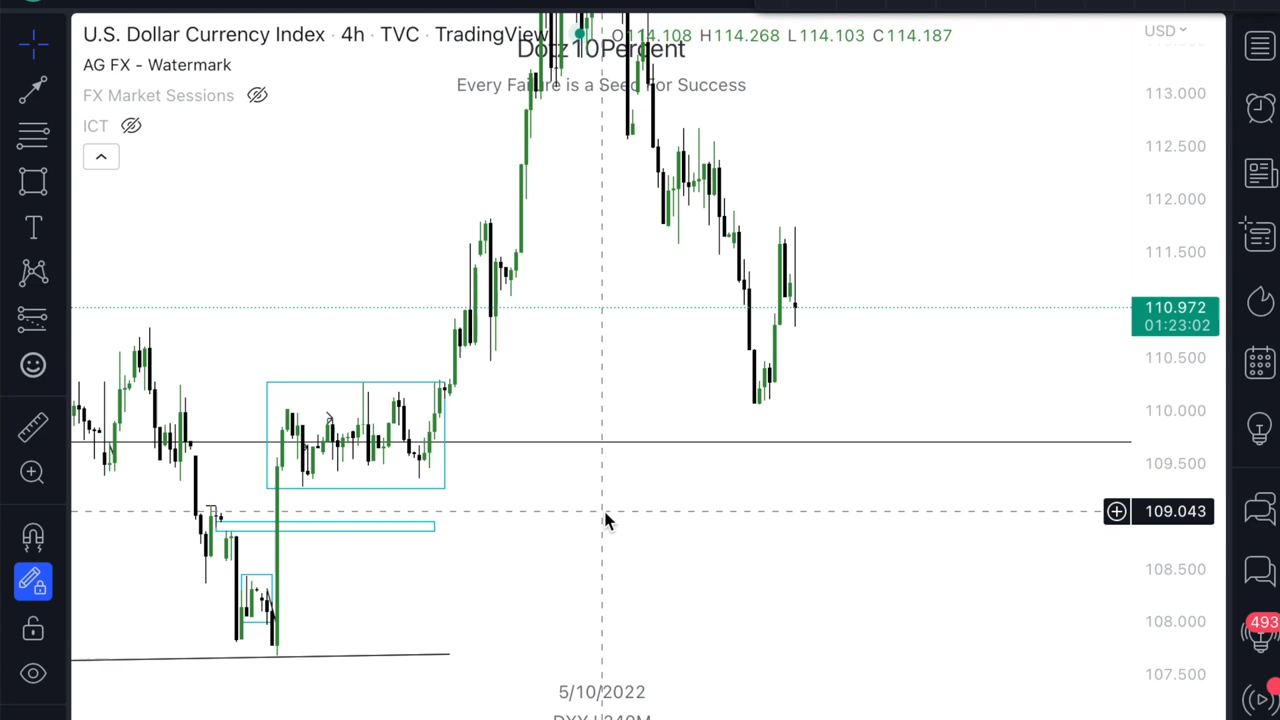 U.S. Dollar Currency Index · 4h · TVC · TradingView O114.108 H114.268 L114.103 C114.187
USD
Dotz10Percent
AG FX - Watermark
Every Failure is a Seed For Success
FX Market Sessions
ICT
113.000
112.500
112.000
111.500
110.972
01:23:02
110.500
110.000
109.500
109.043
108.500
108.000
107.500
493
5/10/2022
DXY | 240M